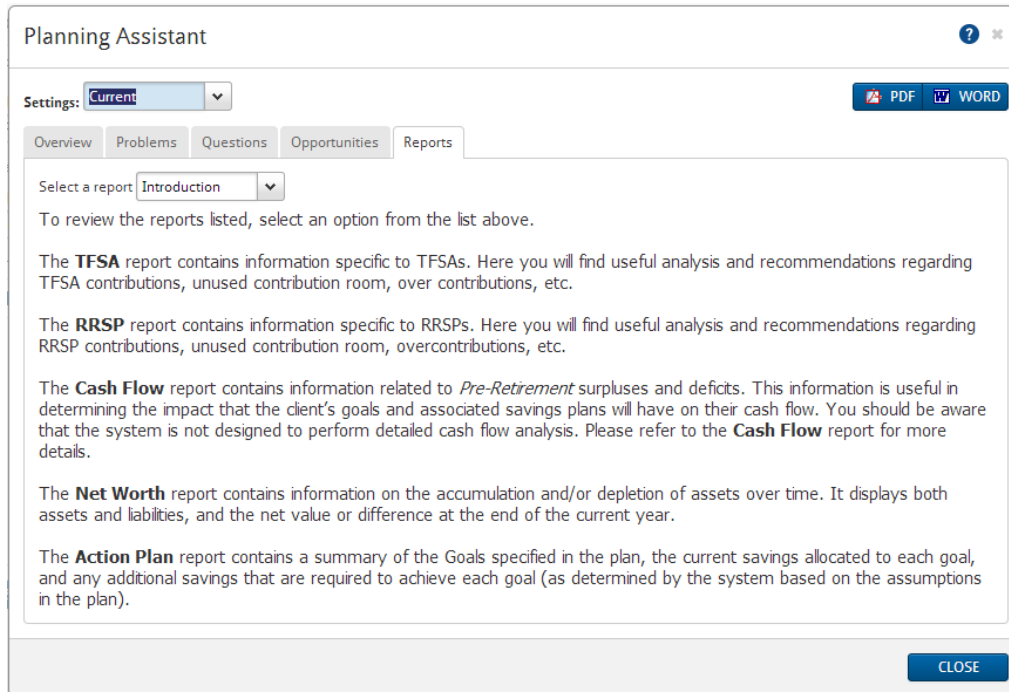 Planning Assistant
?
Settings: Current
PDF WORD
Overview Problems Questions Opportunities Reports
Select a report Introduction
To review the reports listed, select an option from the list above.
The TFSA report contains information specific to TFSAs. Here you will find useful analysis and recommendations regarding
TFSA contributions, unused contribution room, over contributions, etc.
The RRSP report contains information specific to RRSPs. Here you will find useful analysis and recommendations regarding
RRSP contributions, unused contribution room, overcontributions, etc.
The Cash Flow report contains information related to Pre-Retirement surpluses and deficits. This information is useful in
determining the impact that the client's goals and associated savings plans will have on their cash flow. You should be aware
that the system is not designed to perform detailed cash flow analysis. Please refer to the Cash Flow report for more
details.
The Net Worth report contains information on the accumulation and/or depletion of assets over time. It displays both
assets and liabilities, and the net value or difference at the end of the current year.
The Action Plan report contains a summary of the Goals specified in the plan, the current savings allocated to each goal,
and any additional savings that are required to achieve each goal (as determined by the system based on the assumptions
in the plan).
CLOSE